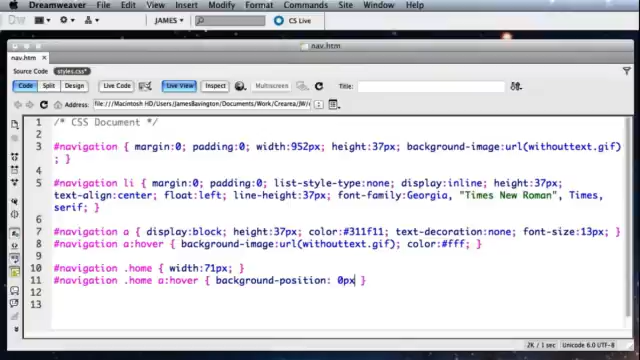 Dreamweaver File Edit View Insert Modify Format Commands Site Window Help
Dw JAMES CS Live
nav.htm
nav.htm
Source Code styles.css*
Code Split Design Live Code Live View Inspect Multiscreen Title:
Address: file:///Macintosh HD/Users/JamesBavington/Documents/Work/Crearea/JW/
1 /* CSS Document */
2
3 #navigation { margin:0; padding:0; width:952px; height:37px; background-image:url(withouttext.gif)
; }
4
5 #navigation li { margin:0; padding:0; list-style-type:none; display:inline; height:37px;
text-align:center; float:left; line-height:37px; font-family:Georgia, "Times New Roman", Times,
serif; }
6
7 #navigation a { display:block; height:37px; color:#311f11; text-decoration:none; font-size:13px; }
8 #navigation a:hover { background-image:url(withouttext.gif); color:#fff; }
9
10 #navigation .home { width:71px; }
11 #navigation .home a:hover { background-position: 0px }
12
13
2K / 1 sec Unicode 6.0 UTF-8